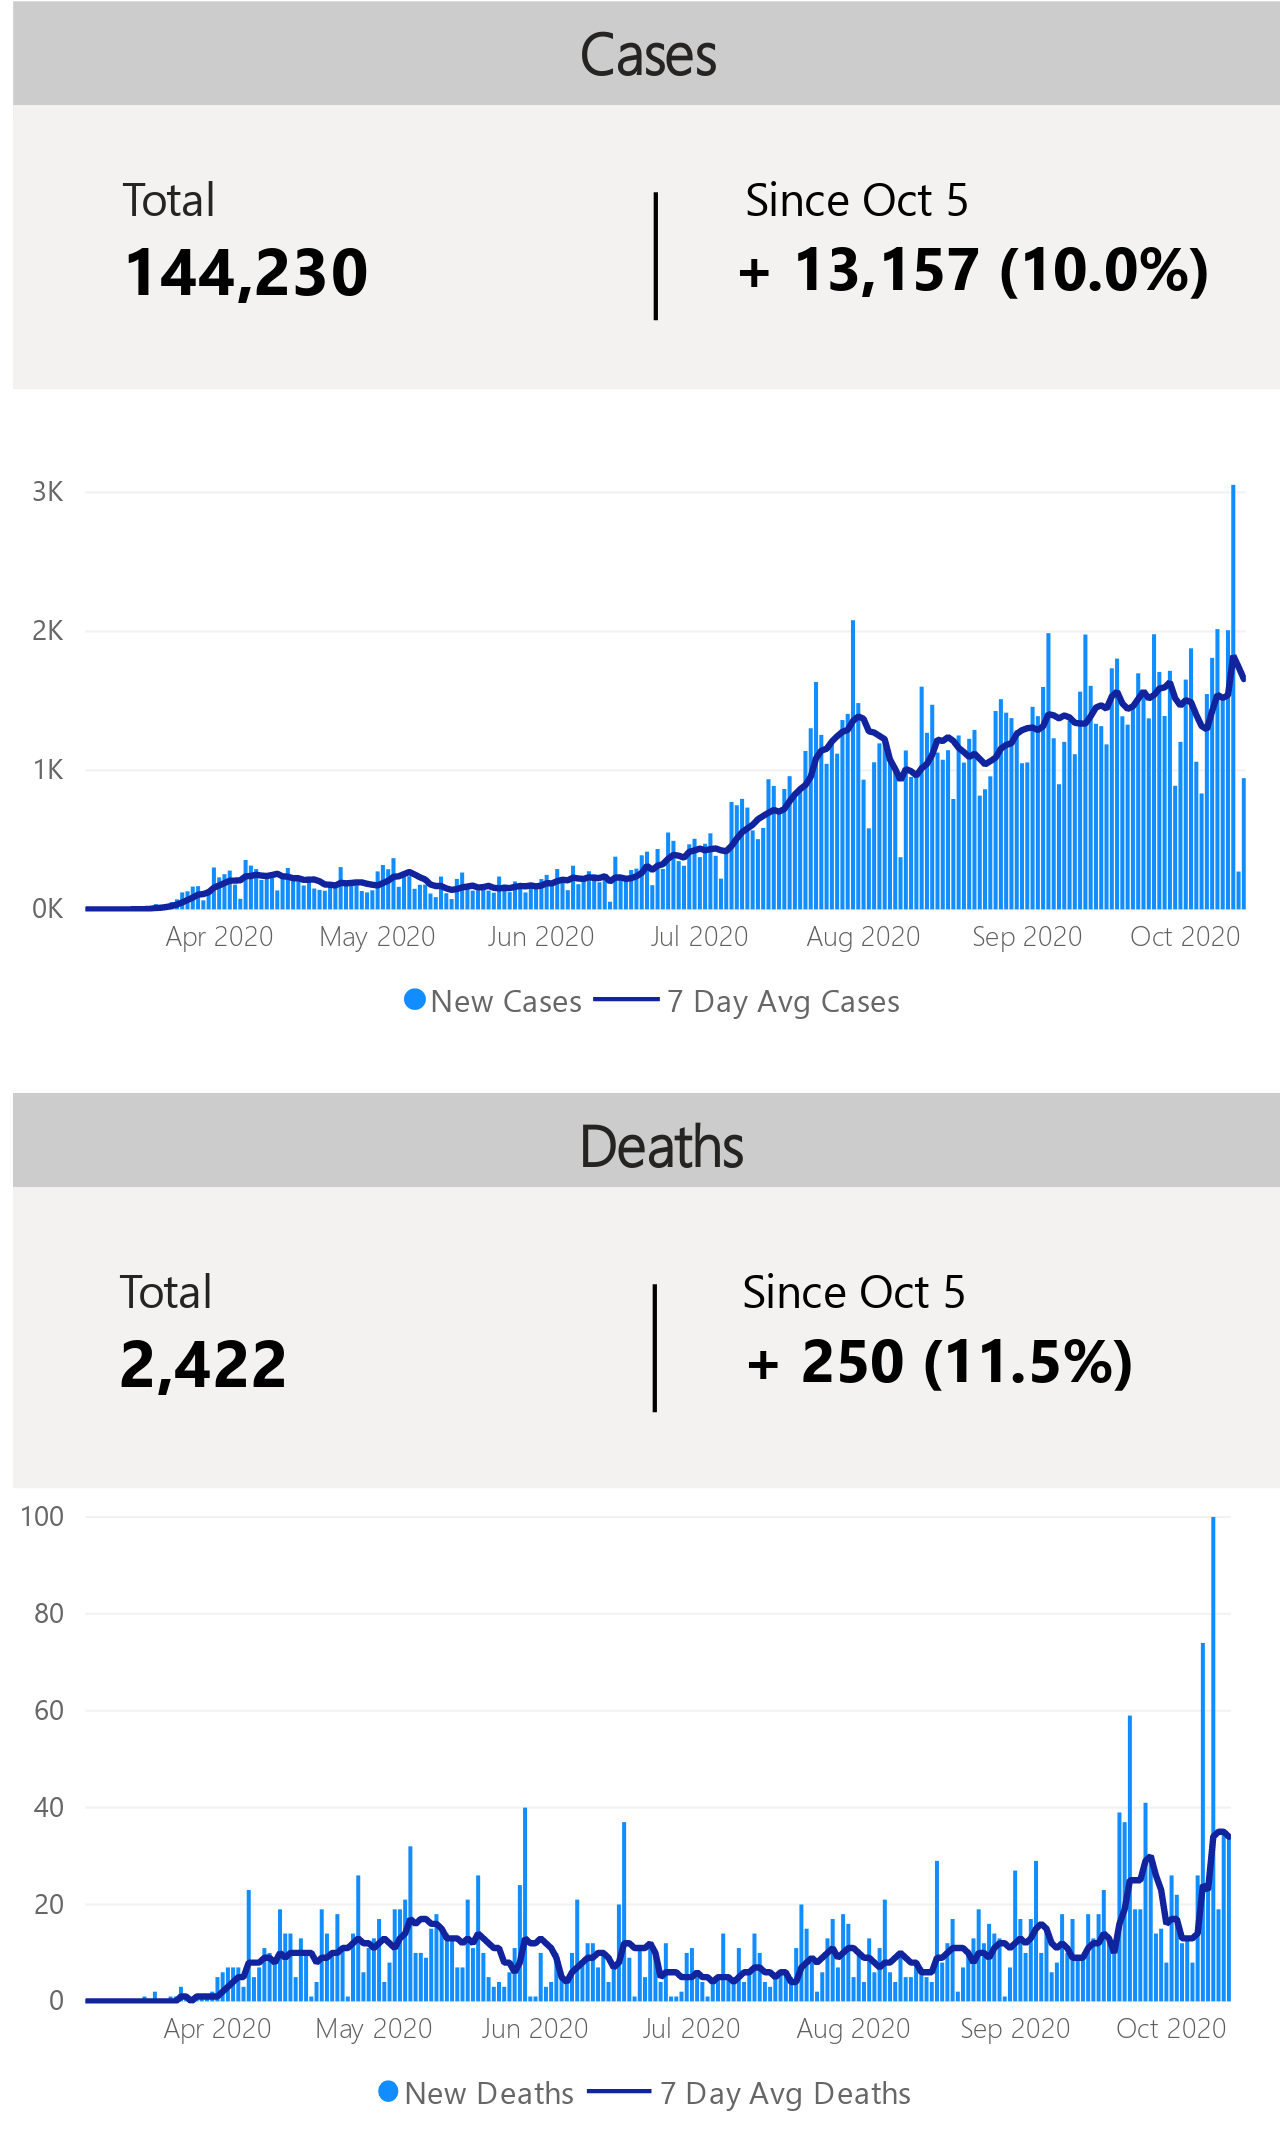 Cases
Total
Since Oct 5
144,230
+ 13,157 (10.0%)
3K
2K
1K
0K
Apr 2020
May 2020
Jun 2020
Jul 2020
Aug 2020
Sep 2020
Oct 2020
New Cases
7 Day Avg Cases
Deaths
Total
Since Oct 5
2,422
+ 250 (11.5%)
100
80
60
40
20
0
Apr 2020
May 2020
Jun 2020
Jul 2020
Aug 2020
Sep 2020
Oct 2020
New Deaths
7 Day Avg Deaths